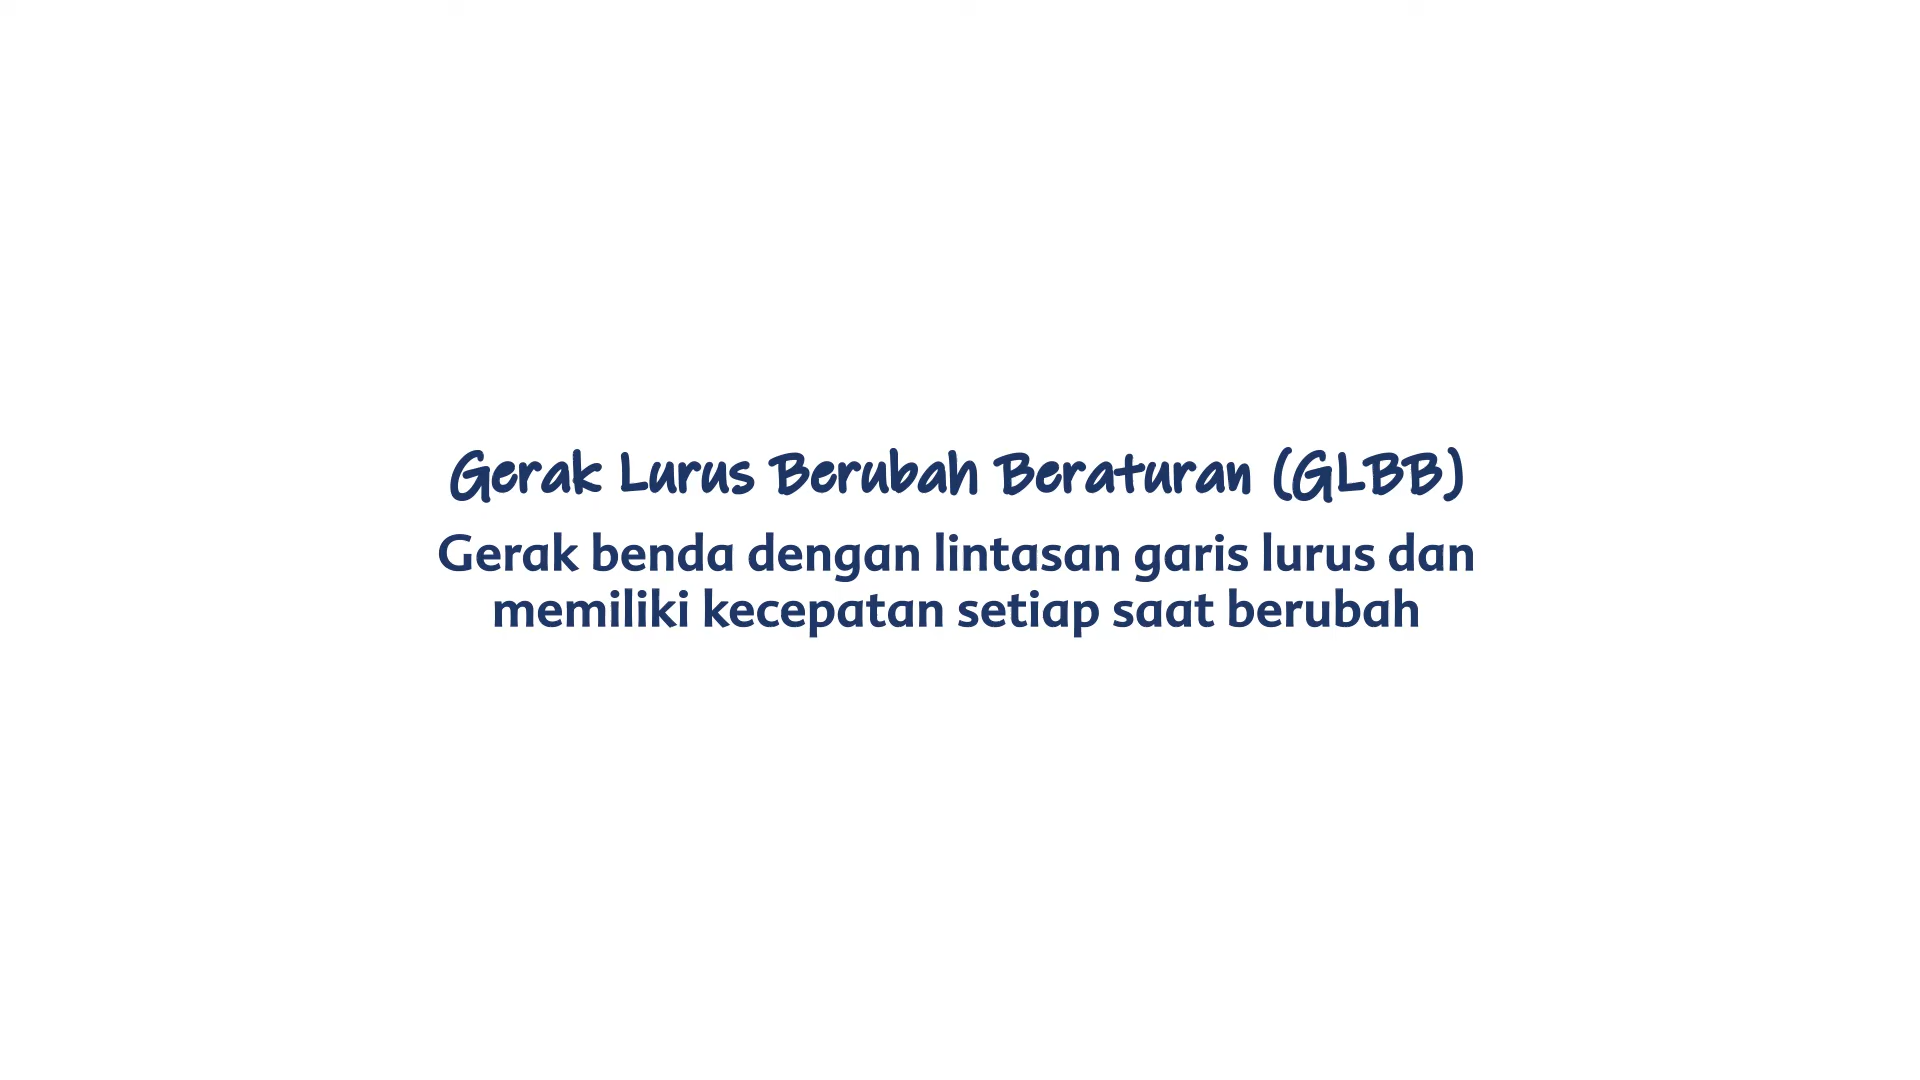 Gerak Lurus Berubah Beraturan (GLBB)
Gerak benda dengan lintasan garis lurus dan
memiliki kecepatan setiap saat berubah